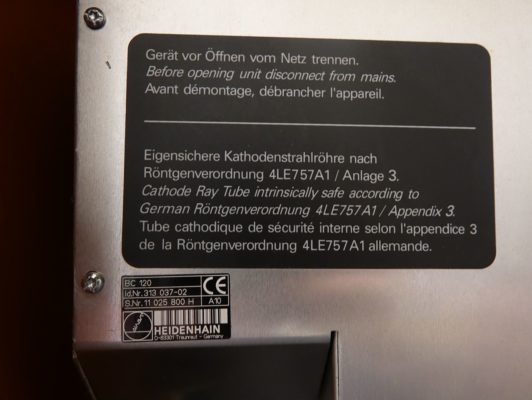 Gerät vor Öffnen vom Netz trennen.
Before opening unit disconnect from mains.
Avant démontage, débrancher l'appareil.
Eigensichere Kathodenstrahlröhre nach
Röntgenverordnung 4LE757A1 / Anlage 3.
Cathode Ray Tube intrinsically safe according to
German Röntgenverordnung 4LE757A1 / Appendix 3.
Tube cathodique de sécurité interne selon l'appendice 3
de la Röntgenverordnung 4LE757A1 allemande.
BC 120
Id.Nr. 313 037-02
S.Nr. 11 025 800 H
A10
CE
HEIDENHAIN
D-83301 Traunreut - Germany